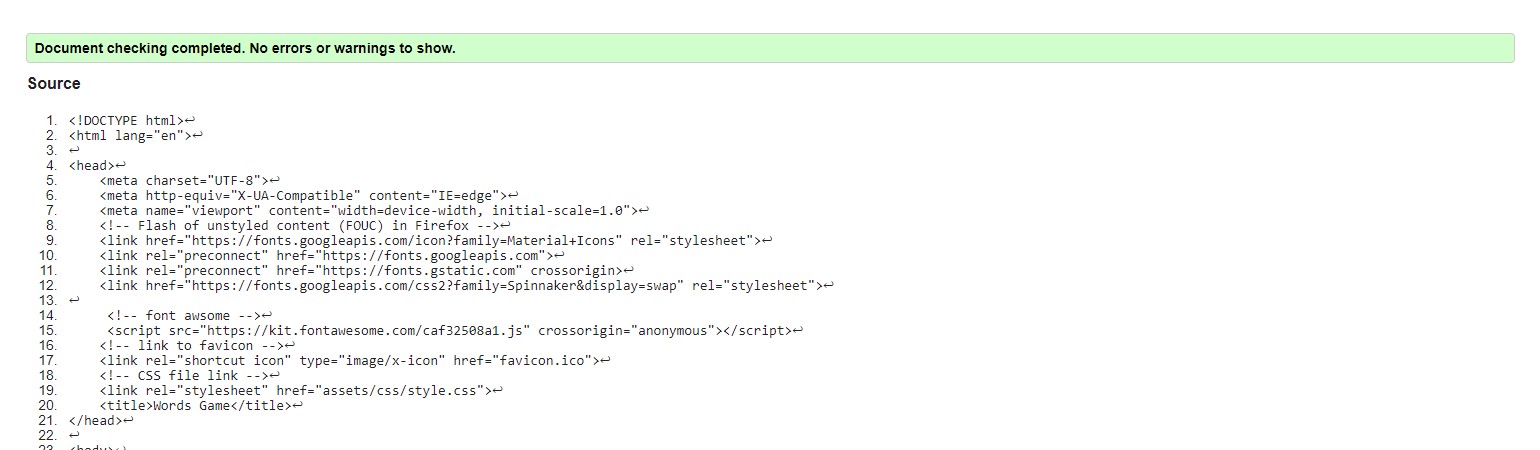 Document checking completed. No errors or warnings to show.
Source
1. <!DOCTYPE html>↩
2. <html lang="en">↩
3. ↩
4. <head>↩
5. <meta charset="UTF-8">↩
6. <meta http-equiv="X-UA-Compatible" content="IE=edge">↩
7. <meta name="viewport" content="width=device-width, initial-scale=1.0">↩
8. <!-- Flash of unstyled content (FOUC) in Firefox -->↩
9. <link href="https://fonts.googleapis.com/icon?family=Material+Icons" rel="stylesheet">↩
10. <link rel="preconnect" href="https://fonts.googleapis.com">↩
11. <link rel="preconnect" href="https://fonts.gstatic.com" crossorigin>↩
12. <link href="https://fonts.googleapis.com/css2?family=Spinnaker&display=swap" rel="stylesheet">↩
13. ↩
14. <!-- font awsome -->↩
15. <script src="https://kit.fontawesome.com/caf32508a1.js" crossorigin="anonymous"></script>↩
16. <!-- link to favicon -->↩
17. <link rel="shortcut icon" type="image/x-icon" href="favicon.ico">↩
18. <!-- CSS file link -->↩
19. <link rel="stylesheet" href="assets/css/style.css">↩
20. <title>Words Game</title>↩
21. </head>↩
22. ↩
23. <body>↩